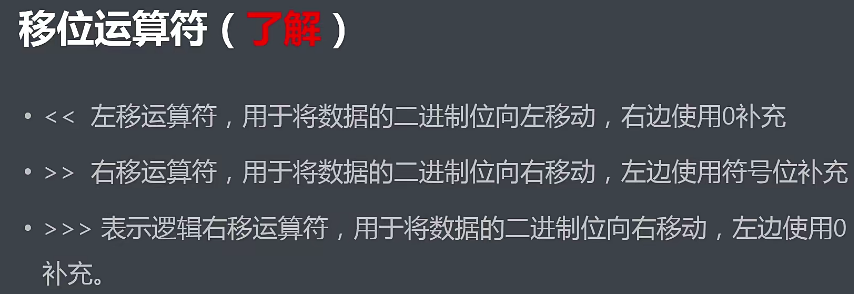 移位运算符（了解）
• << 左移运算符，用于将数据的二进制位向左移动，右边使用0补充
• >> 右移运算符，用于将数据的二进制位向右移动，左边使用符号位补充
• >>> 表示逻辑右移运算符，用于将数据的二进制位向右移动，左边使用0
补充。